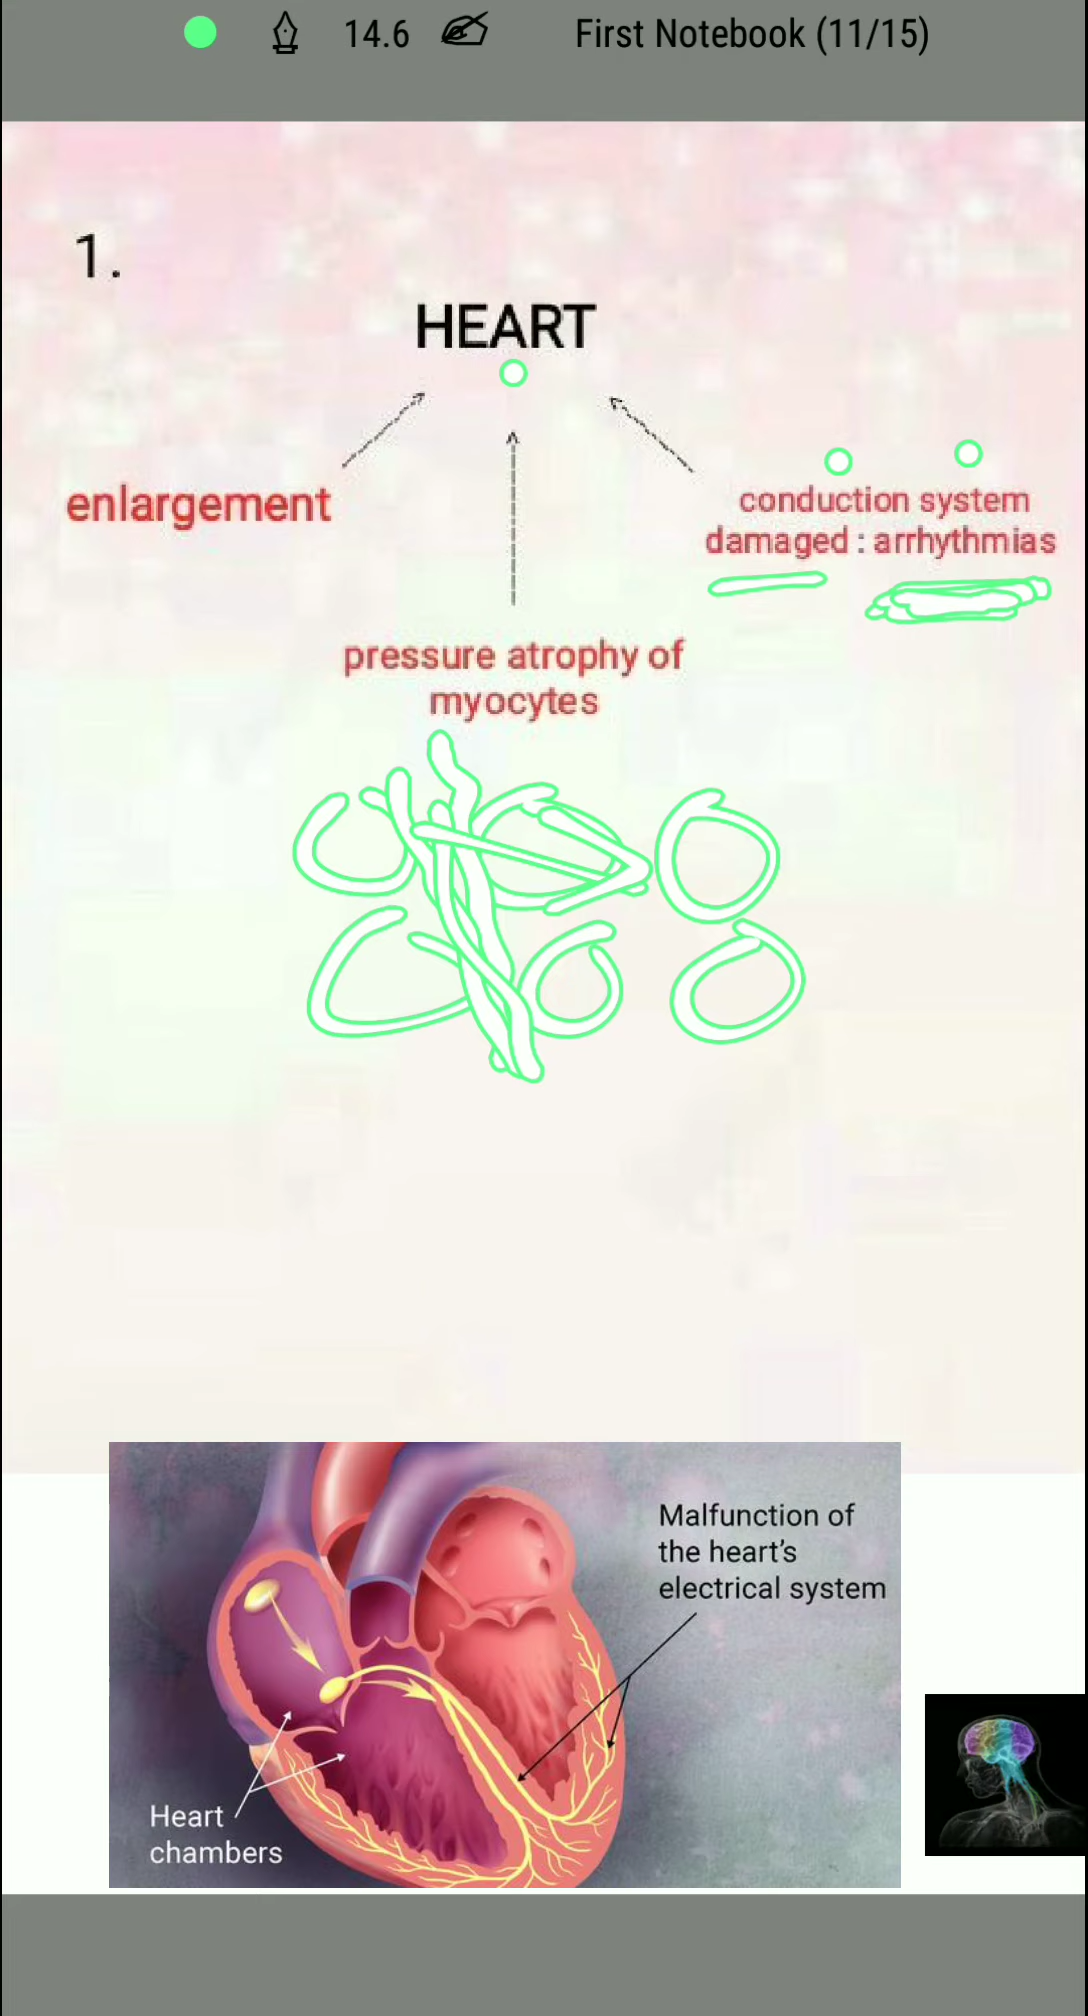 14.6 First Notebook (11/15)
1.
HEART
enlargement
conduction system
damaged : arrhythmias
pressure atrophy of
myocytes
Malfunction of
the heart's
electrical system
Heart
chambers